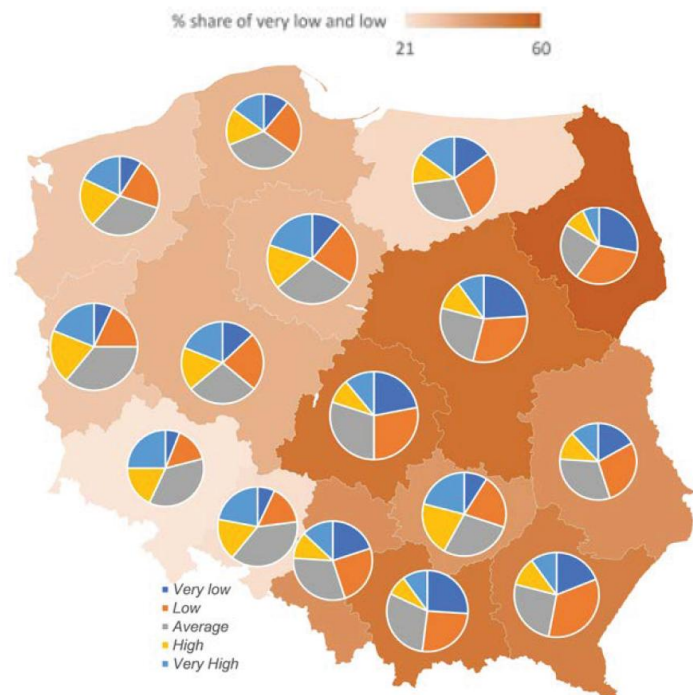 % share of very low and low
21 60
Very low
Low
Average
High
Very High